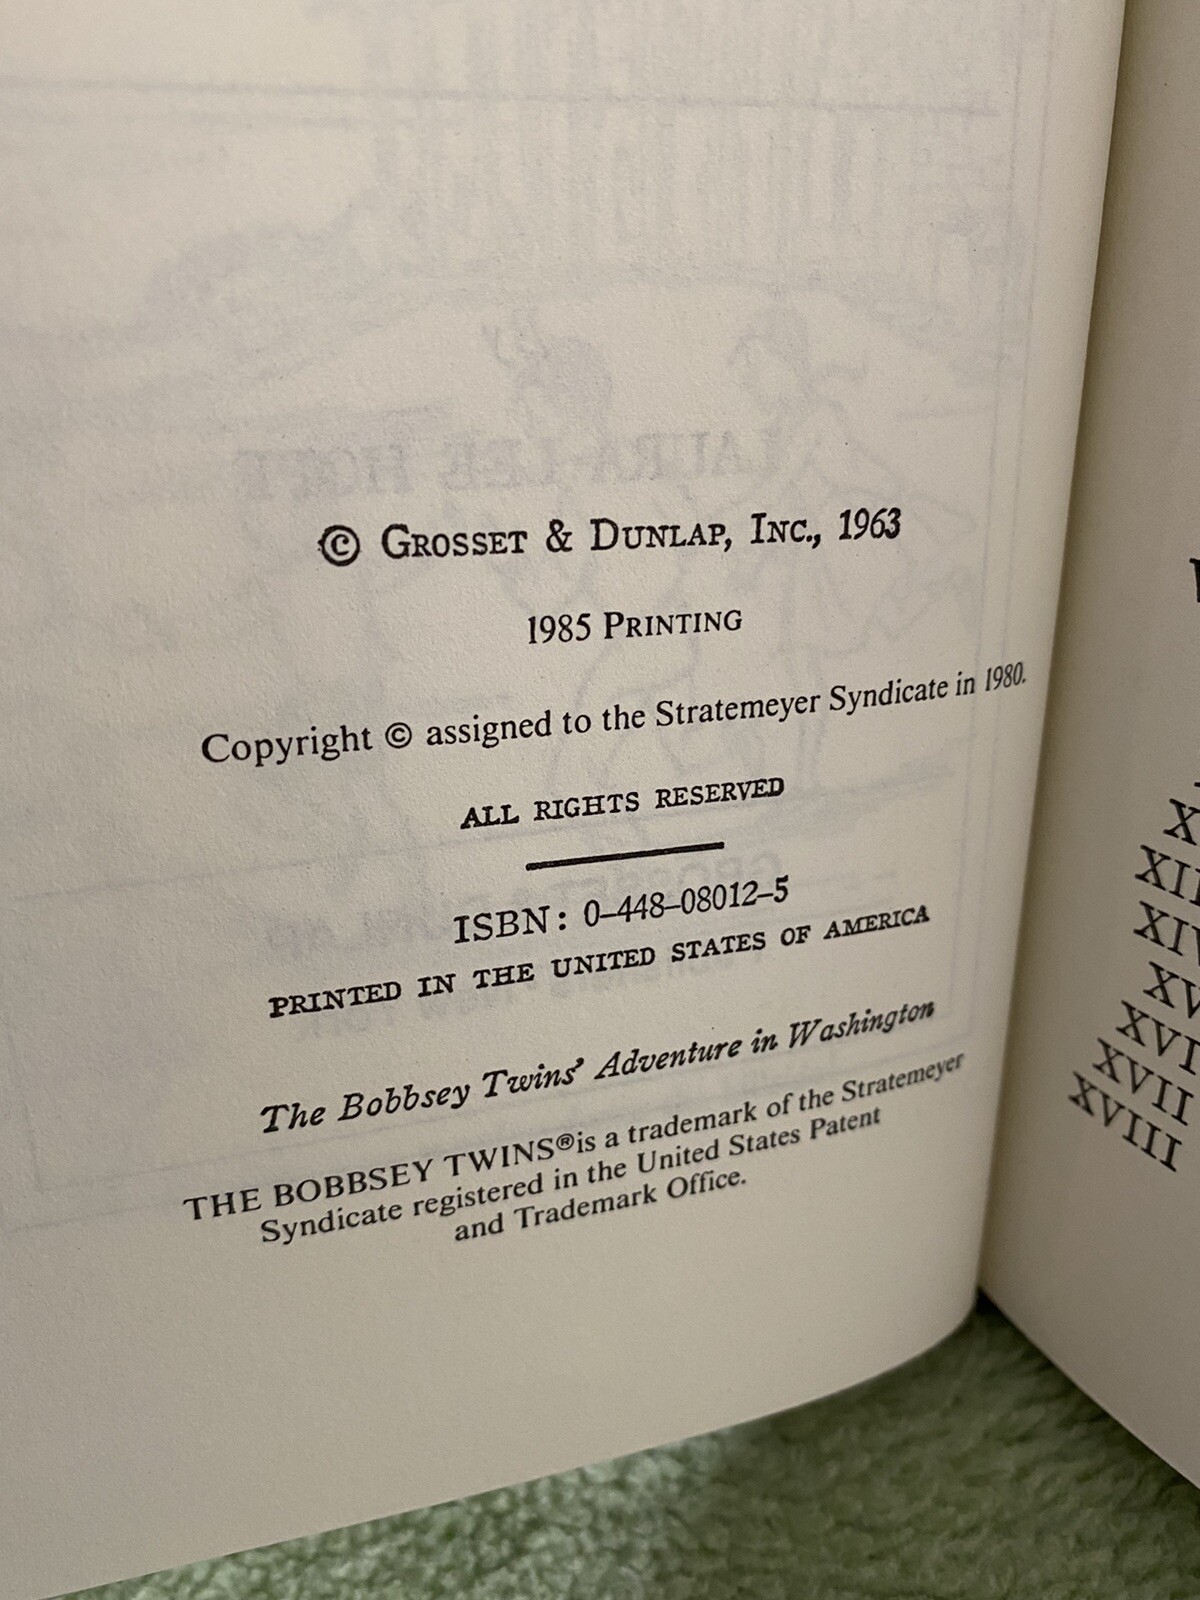 © GROSSET & DUNLAP, INC., 1963
1985 PRINTING
Copyright © assigned to the Stratemeyer Syndicate in 1980.
ALL RIGHTS RESERVED
ISBN: 0-448-08012-5
PRINTED IN THE UNITED STATES OF AMERICA
The Bobbsey Twins' Adventure in Washington
THE BOBBSEY TWINS® is a trademark of the Stratemeyer
Syndicate registered in the United States Patent
and Trademark Office.
XVII
XVIII